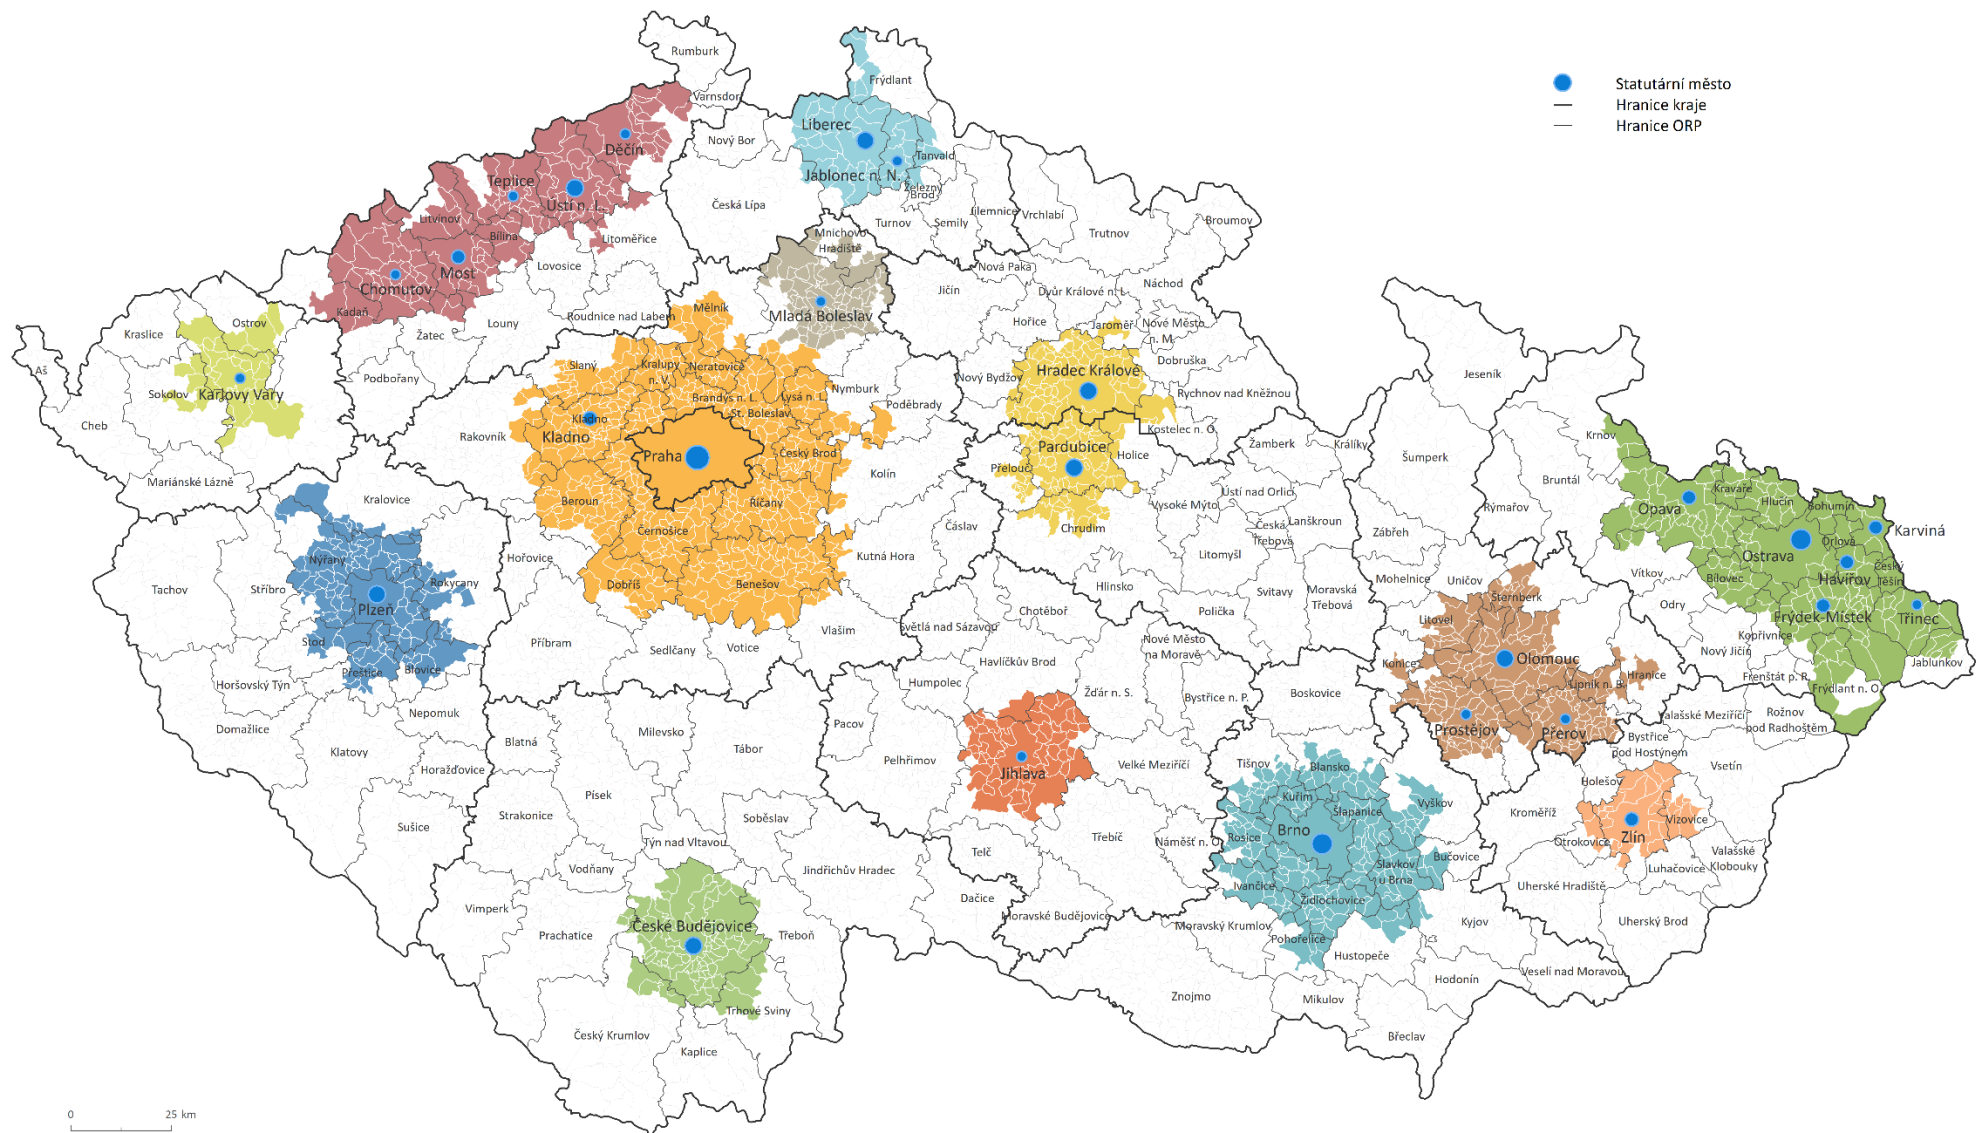 Statutární město
Hranice kraje
Hranice ORP
Rumburk
Varnsdorf
Frýdlant
Děčín
Nový Bor
Liberec
Tanvald
Jablonec n. N.
Železný
Brod
Teplice
Ústí n. L.
Česká Lípa
Litvínov
Bílina
Litoměřice
Turnov
Semily
Jilemnice
Vrchlabí
Trutnov
Broumov
Mnichovo
Hradiště
Most
Lovosice
Chomutov
Kadaň
Nová Paka
Jičín
Dvůr Králové n. L.
Náchod
Mělník
Mladá Boleslav
Roudnice nad Labem
Louny
Žatec
Hořice
Jaroměř
Nové Město
n. M.
Ostrov
Kraslice
Aš
Podbořany
Slaný
Kralupy
n. V.
Neratovice
Dobruška
Hradec Králové
Nový Bydžov
Nymburk
Poděbrady
Rychnov nad Kněžnou
Jeseník
Sokolov
Karlovy Vary
Brandýs n. L.
St. Boleslav
Lysá n. L.
Kladno
Kladno
Cheb
Rakovník
Praha
Český Brod
Kolín
Pardubice
Přelouč
Holice
Kostelec n. O.
Žamberk
Králíky
Šumperk
Krnov
Mariánské Lázně
Kralovice
Beroun
Říčany
Černošice
Čáslav
Chrudim
Vysoké Mýto
Ústí nad Orlicí
Česká
Třebová
Lanškroun
Zábřeh
Rýmařov
Bruntál
Opava
Kravaře
Hlučín
Bohumín
Karviná
Orlová
Ostrava
Havířov
Český
Těšín
Bílovec
Vítkov
Frýdek-Místek
Třinec
Odry
Kopřivnice
Nový Jičín
Jablunkov
Frenštát p. R.
Frýdlant n. O.
Hořovice
Kutná Hora
Litomyšl
Tachov
Stříbro
Nýřany
Rokycany
Plzeň
Dobříš
Benešov
Hlinsko
Chotěboř
Polička
Svitavy
Moravská
Třebová
Mohelnice
Uničov
Šternberk
Litovel
Olomouc
Konice
Lipník n. B.
Hranice
Stod
Přeštice
Blovice
Příbram
Sedlčany
Votice
Vlašim
Světlá nad Sázavou
Havlíčkův Brod
Nové Město
na Moravě
Žďár n. S.
Bystřice n. P.
Boskovice
Prostějov
Přerov
Valašské Meziříčí
Rožnov
pod Radhoštěm
Bystřice
pod Hostýnem
Vsetín
Horšovský Týn
Domažlice
Nepomuk
Klatovy
Horažďovice
Blatná
Milevsko
Tábor
Pacov
Humpolec
Pelhřimov
Jihlava
Velké Meziříčí
Tišnov
Blansko
Kuřim
Šlapanice
Vyškov
Holešov
Kroměříž
Vizovice
Zlín
Otrokovice
Sušice
Strakonice
Písek
Soběslav
Týn nad Vltavou
Vodňany
Jindřichův Hradec
Telč
Třebíč
Náměšť n. O.
Rosice
Brno
Bučovice
Slavkov
u Brna
Ivančice
Židlochovice
Valašské
Klobouky
Luhačovice
Uherské Hradiště
Uherský Brod
Vimperk
Prachatice
České Budějovice
Třeboň
Dačice
Moravské Budějovice
Moravský Krumlov
Pohořelice
Hustopeče
Kyjov
Hodonín
Veselí nad Moravou
Znojmo
Mikulov
Břeclav
Trhové Sviny
Český Krumlov
Kaplice
0 25 km